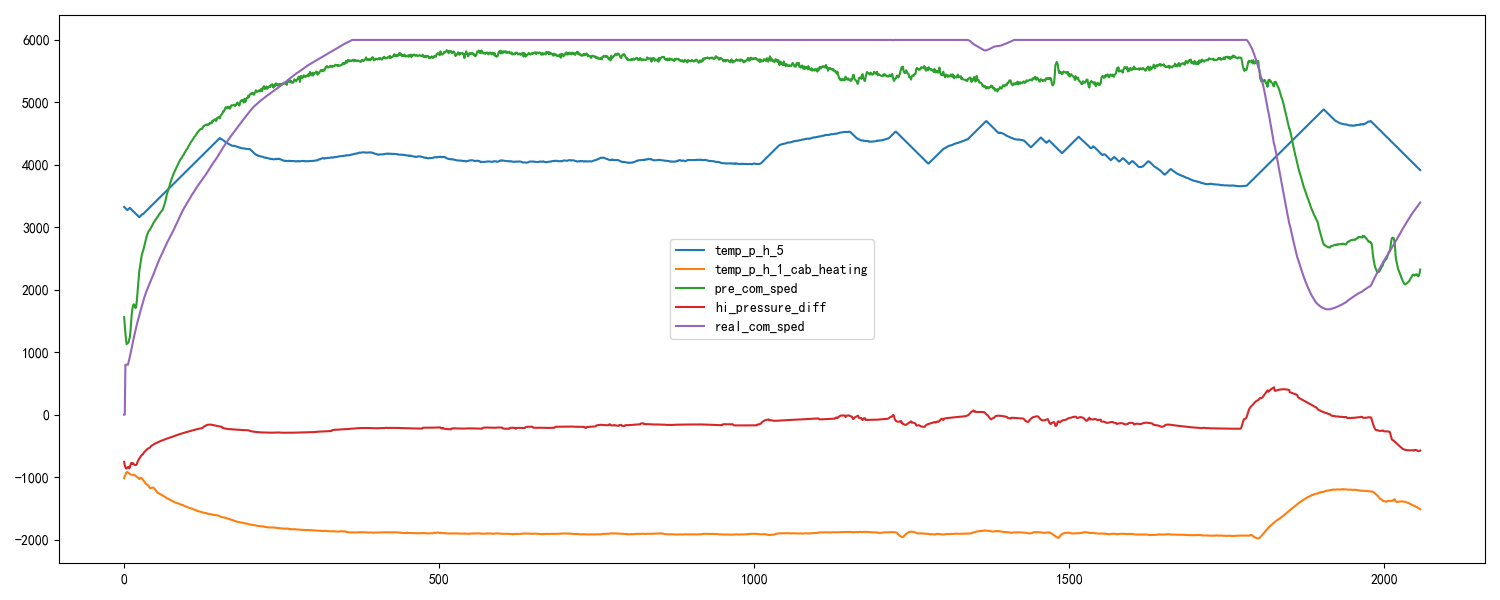 6000
5000
4000
3000
2000
1000
0
−1000
−2000
temp_p_h_5
temp_p_h_1_cab_heating
pre_com_sped
hi_pressure_diff
real_com_sped
0 500 1000 1500 2000